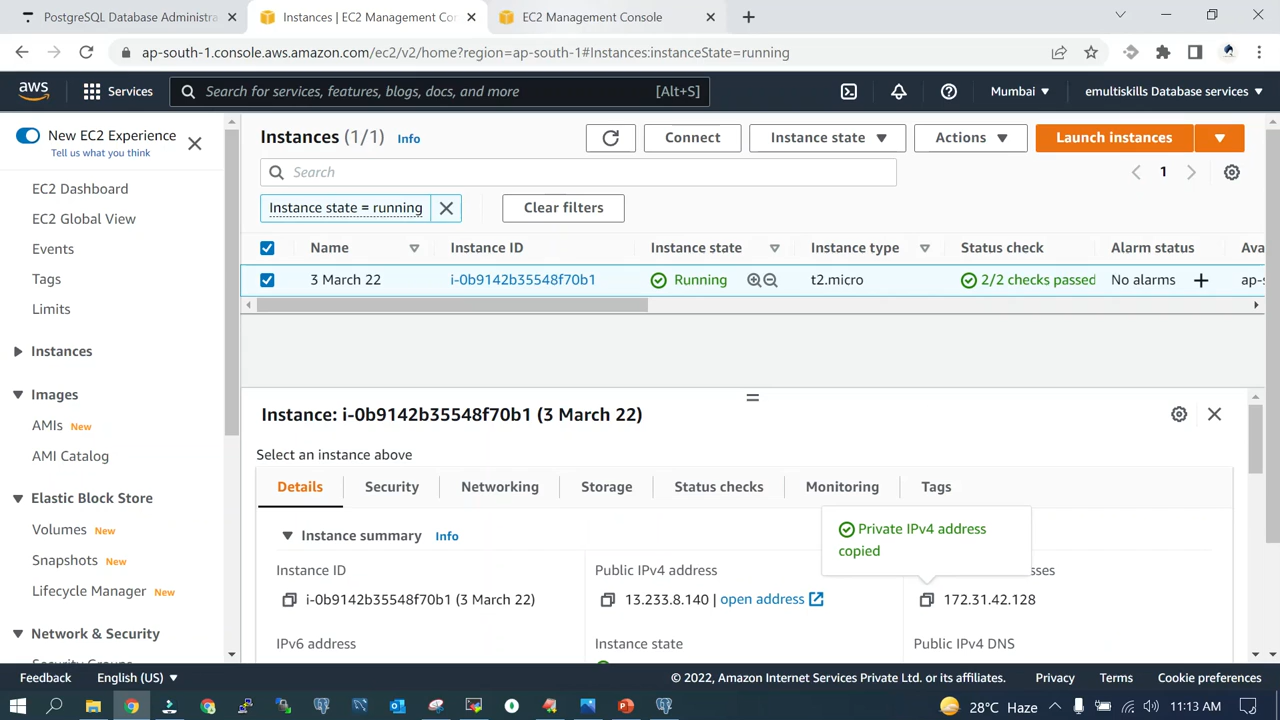 PostgreSQL Database Administra
Instances | EC2 Management Con
EC2 Management Console
ap-south-1.console.aws.amazon.com/ec2/v2/home?region=ap-south-1#Instances:instanceState=running
aws
Services
Search for services, features, blogs, docs, and more
[Alt+S]
Mumbai
emultiskills Database services
New EC2 Experience
Tell us what you think
EC2 Dashboard
EC2 Global View
Events
Tags
Limits
Instances
Images
AMIs New
AMI Catalog
Elastic Block Store
Volumes New
Snapshots New
Lifecycle Manager New
Network & Security
Instances (1/1) Info
Connect
Instance state
Actions
Launch instances
Search
1
Instance state = running
Clear filters
Name
Instance ID
Instance state
Instance type
Status check
Alarm status
Ava
3 March 22
i-0b9142b35548f70b1
Running
t2.micro
2/2 checks passed
No alarms
ap-s
Instance: i-0b9142b35548f70b1 (3 March 22)
Select an instance above
Details
Security
Networking
Storage
Status checks
Monitoring
Tags
Private IPv4 address
copied
Instance summary Info
Instance ID
i-0b9142b35548f70b1 (3 March 22)
Public IPv4 address
13.233.8.140 | open address
esses
172.31.42.128
IPv6 address
Instance state
Public IPv4 DNS
Feedback
English (US)
© 2022, Amazon Internet Services Private Ltd. or its affiliates.
Privacy
Terms
Cookie preferences
28°C Haze
11:13 AM